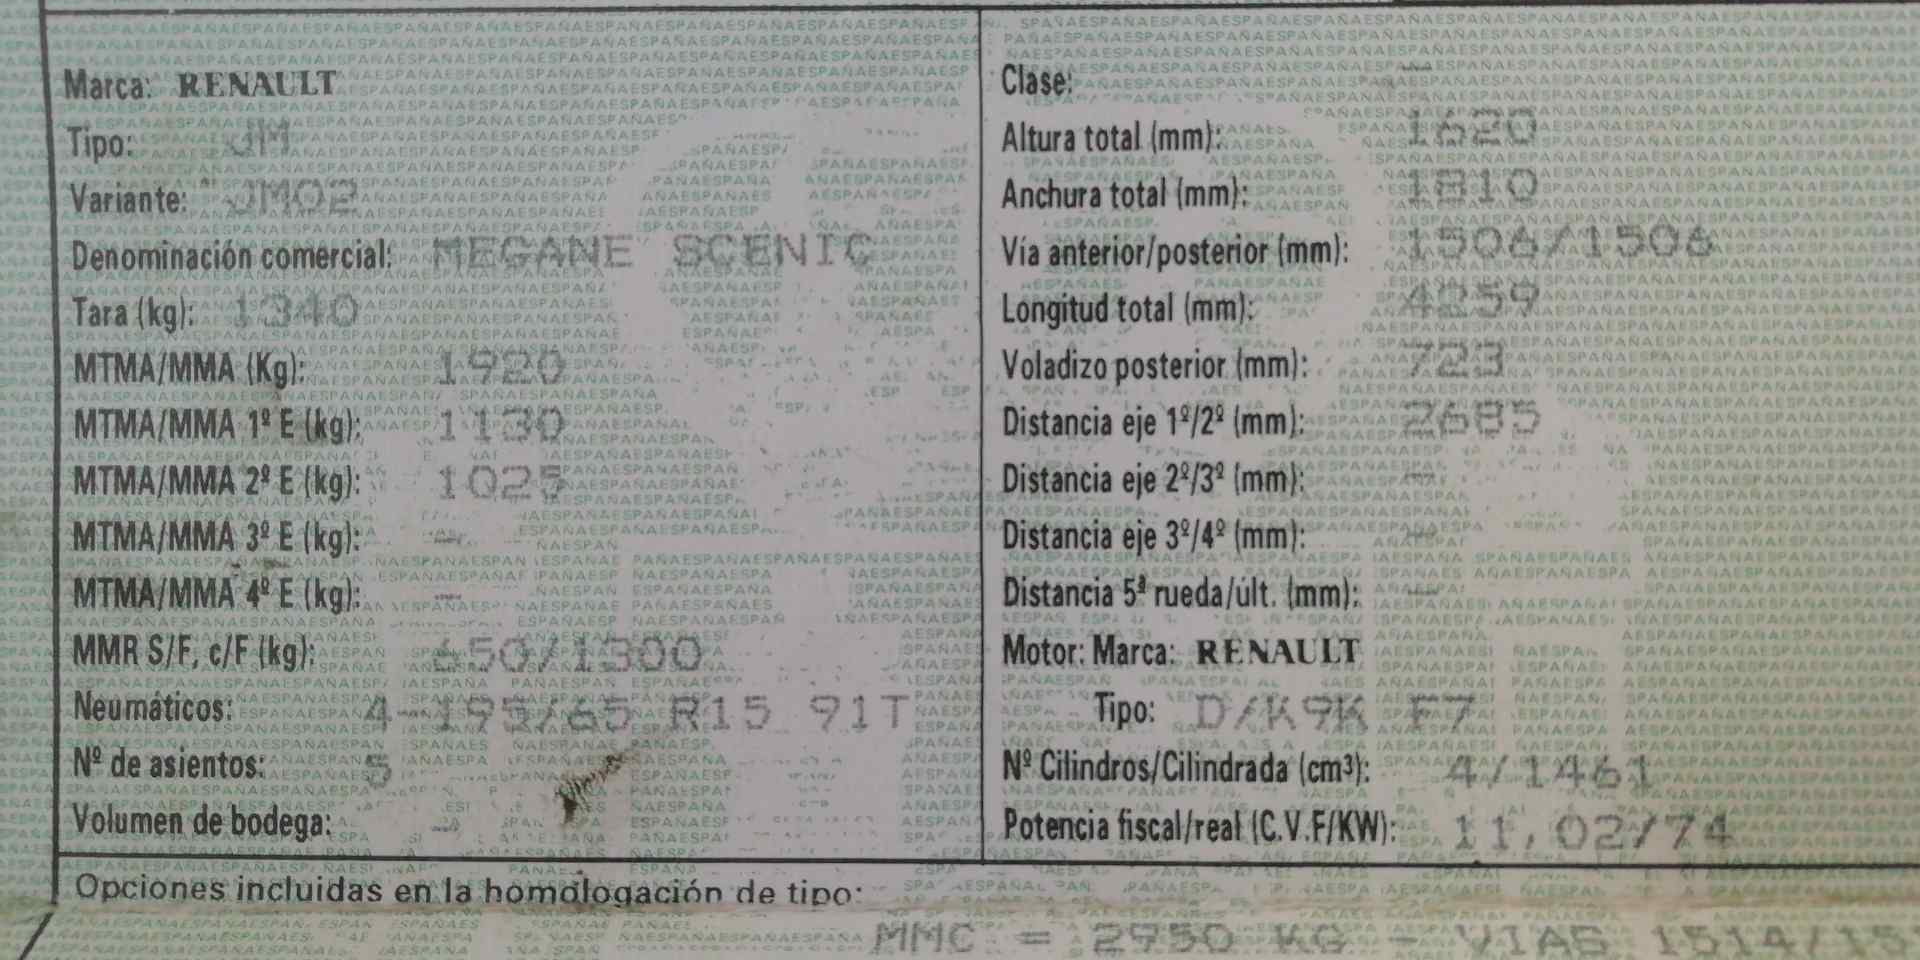 Marca: RENAULT
Tipo: JM
Variante: JM02
Denominación comercial: MEGANE SCENIC
Tara (kg): 1340
MTMA/MMA (Kg): 1920
MTMA/MMA 1º E (kg): 1130
MTMA/MMA 2º E (kg): 1025
MTMA/MMA 3º E (kg): -
MTMA/MMA 4º E (kg): -
MMR S/F, c/F (kg): 650/1300
Neumáticos: 4-195/65 R15 91T
Nº de asientos: 5
Volumen de bodega: -
Clase: -
Altura total (mm): 1620
Anchura total (mm): 1810
Vía anterior/posterior (mm): 1506/1506
Longitud total (mm): 4259
Voladizo posterior (mm): 723
Distancia eje 1º/2º (mm): 2685
Distancia eje 2º/3º (mm): -
Distancia eje 3º/4º (mm): -
Distancia 5ª rueda/últ. (mm): -
Motor: Marca: RENAULT
Tipo: D/K9K F7
Nº Cilindros/Cilindrada (cm³): 4/1461
Potencia fiscal/real (C.V.F/KW): 11,02/74
Opciones incluidas en la homologación de tipo:
MMC = 2950 KG - VIAS 1514/15